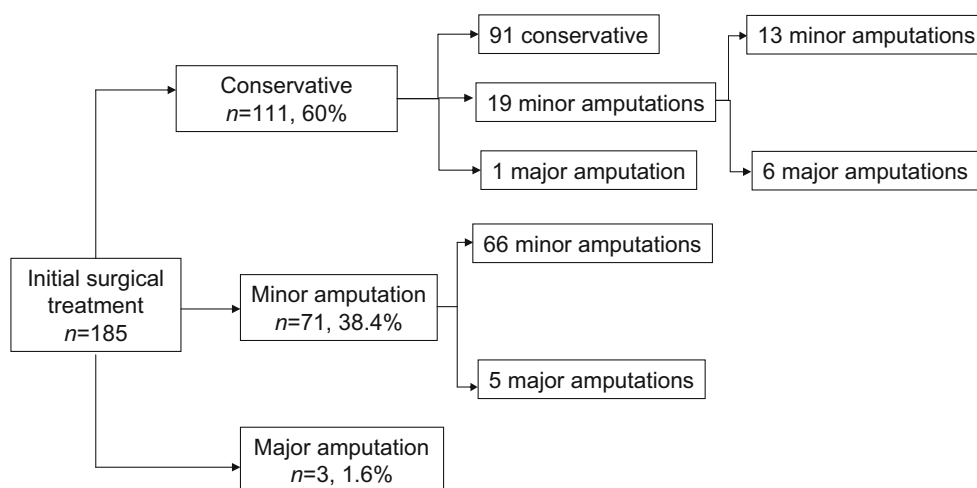 91 conservative
13 minor amputations
Conservative
n=111, 60%
19 minor amputations
1 major amputation
6 major amputations
66 minor amputations
Initial surgical
treatment
n=185
Minor amputation
n=71, 38.4%
5 major amputations
Major amputation
n=3, 1.6%